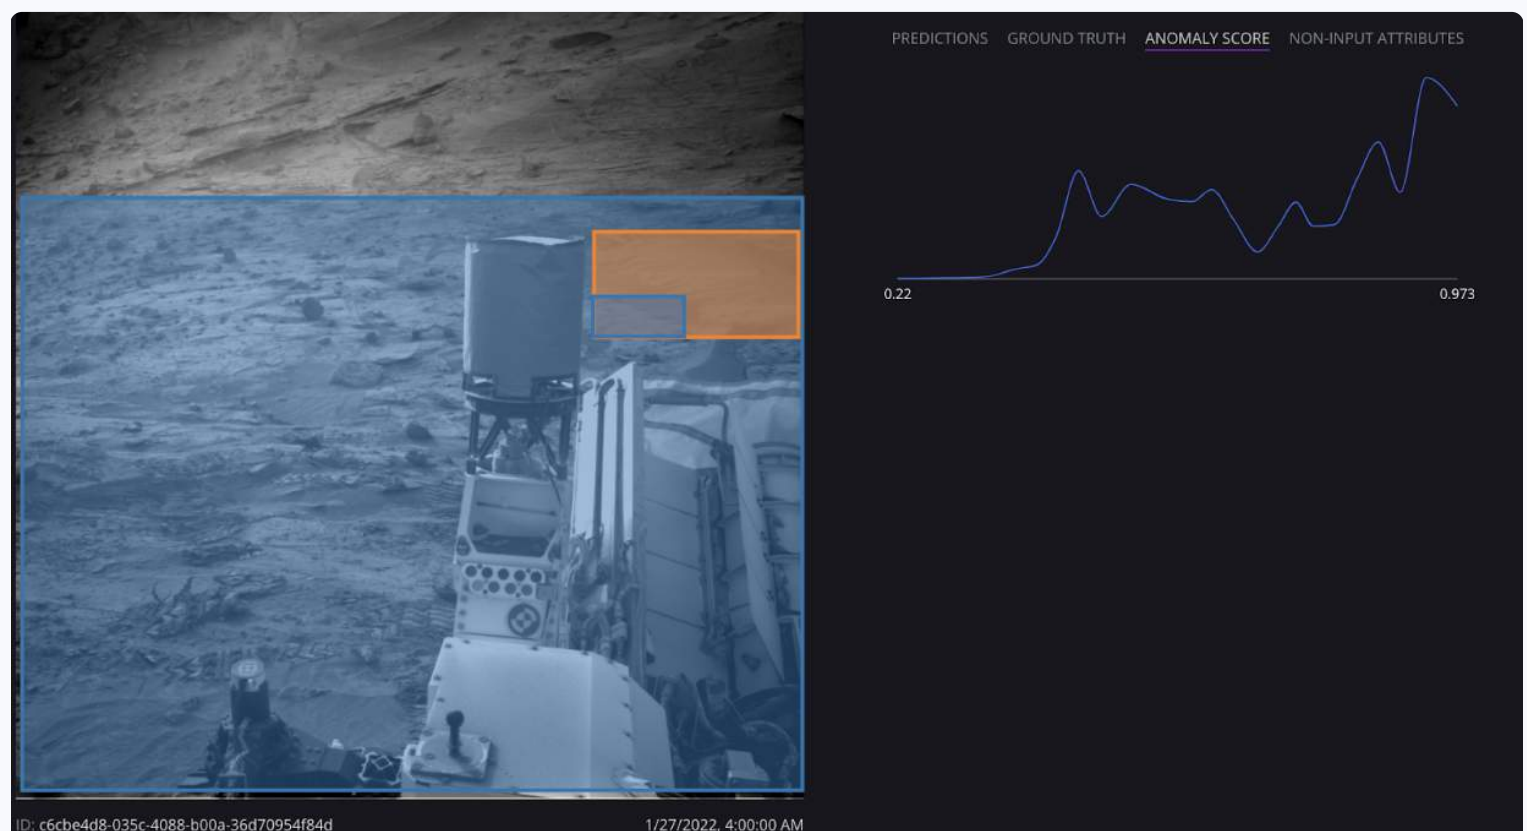 PREDICTIONS GROUND TRUTH ANOMALY SCORE NON-INPUT ATTRIBUTES
0.22 0.973
ID: c6cbe4d8-035c-4088-b00a-36d70954f84d 1/27/2022, 4:00:00 AM